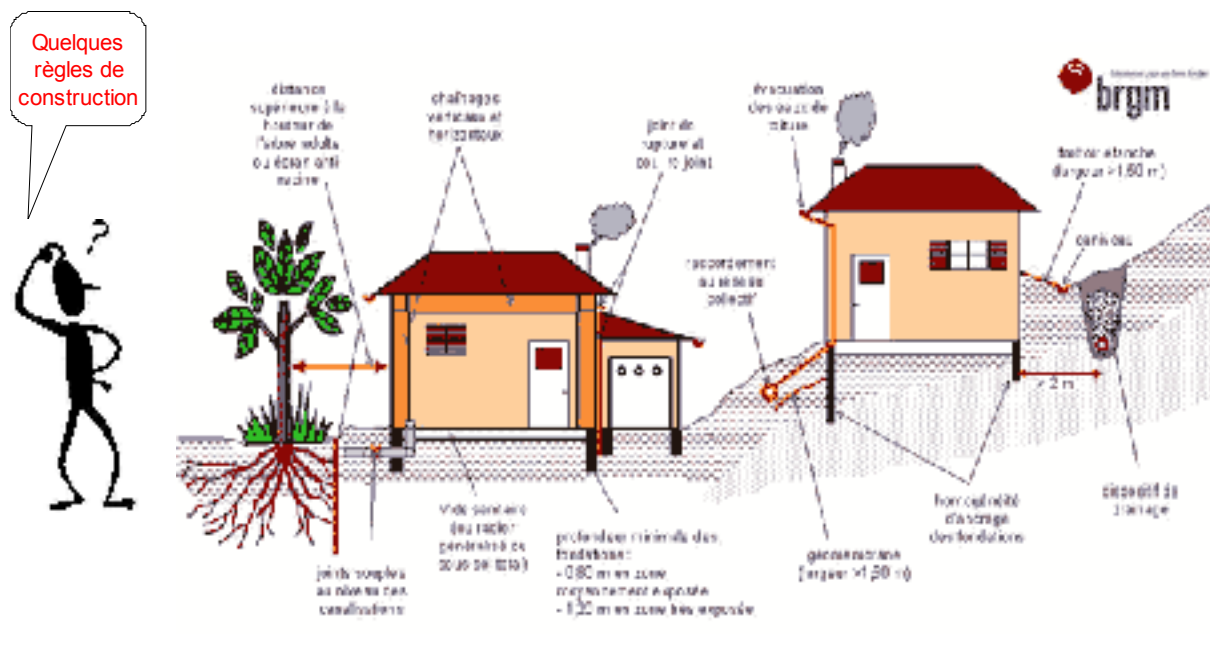 Quelques
règles de
construction
brgm
distance
supérieure à la
hauteur de
l'arbre adulte
ou écran anti
racine
chaînages
verticaux et
horizontaux
joint de
rupture et
joint
évacuation
des eaux de
toiture
trottoir étanche
(largeur >1,50 m)
caniveau
raccordement
au réseau
collectif
> 2 m
vide sanitaire
(ou radier
généralisé ou
sous-sol total)
profondeur minimale des
fondations :
- 0,80 m en zone
moyennement exposée
- 1,20 m en zone très exposée
joints souples
au niveau des
canalisations
géomembrane
(largeur >1,50 m)
homogénéité
d'ancrage
des fondations
dispositif de
drainage